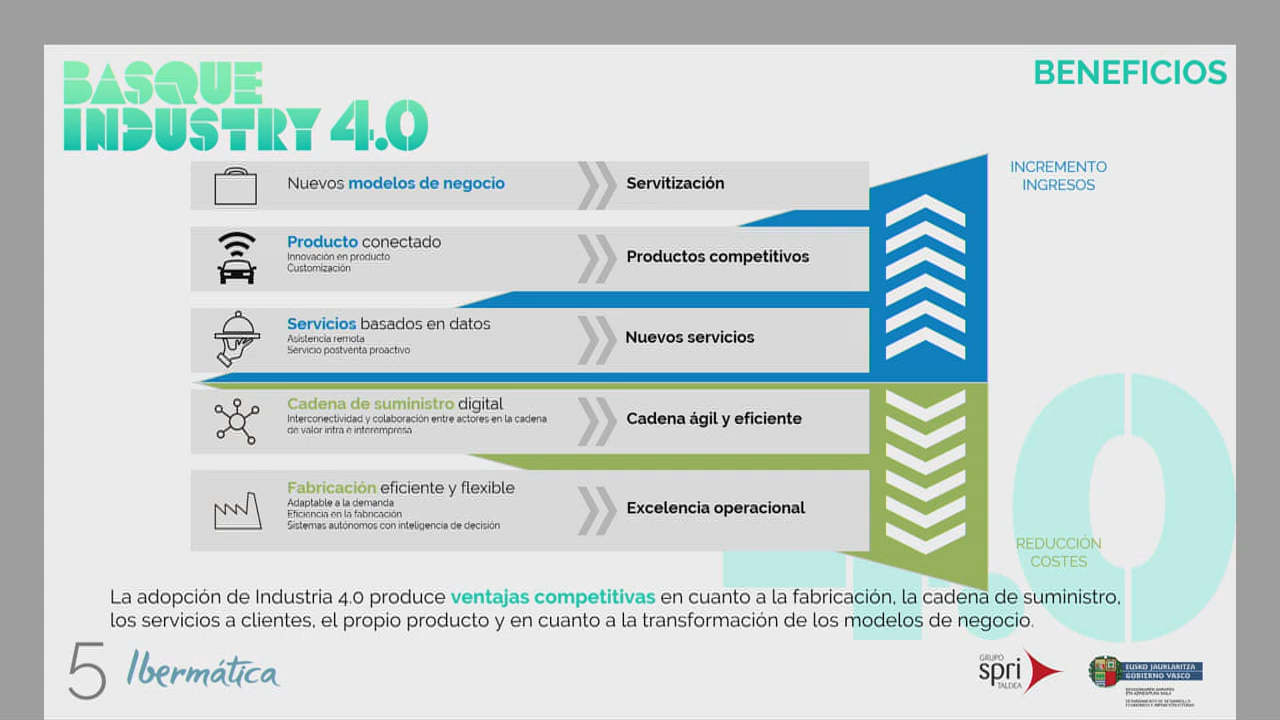 BASQUE
INDUSTRY 4.0
BENEFICIOS
Nuevos modelos de negocio
Servitización
INCREMENTO
INGRESOS
Producto conectado
Innovación en producto
Customización
Productos competitivos
Servicios basados en datos
Asistencia remota
Servicio postventa proactivo
Nuevos servicios
Cadena de suministro digital
Interconectividad y colaboración entre actores en la cadena
de valor intra e interempresa
Cadena ágil y eficiente
Fabricación eficiente y flexible
Adaptable a la demanda
Eficiencia en la fabricación
Sistemas autónomos con inteligencia de decisión
Excelencia operacional
REDUCCIÓN
COSTES
4.0
La adopción de Industria 4.0 produce ventajas competitivas en cuanto a la fabricación, la cadena de suministro,
los servicios a clientes, el propio producto y en cuanto a la transformación de los modelos de negocio.
5 Ibermática
GRUPO
spri
TALDEA
EUSKO JAURLARITZA
GOBIERNO VASCO